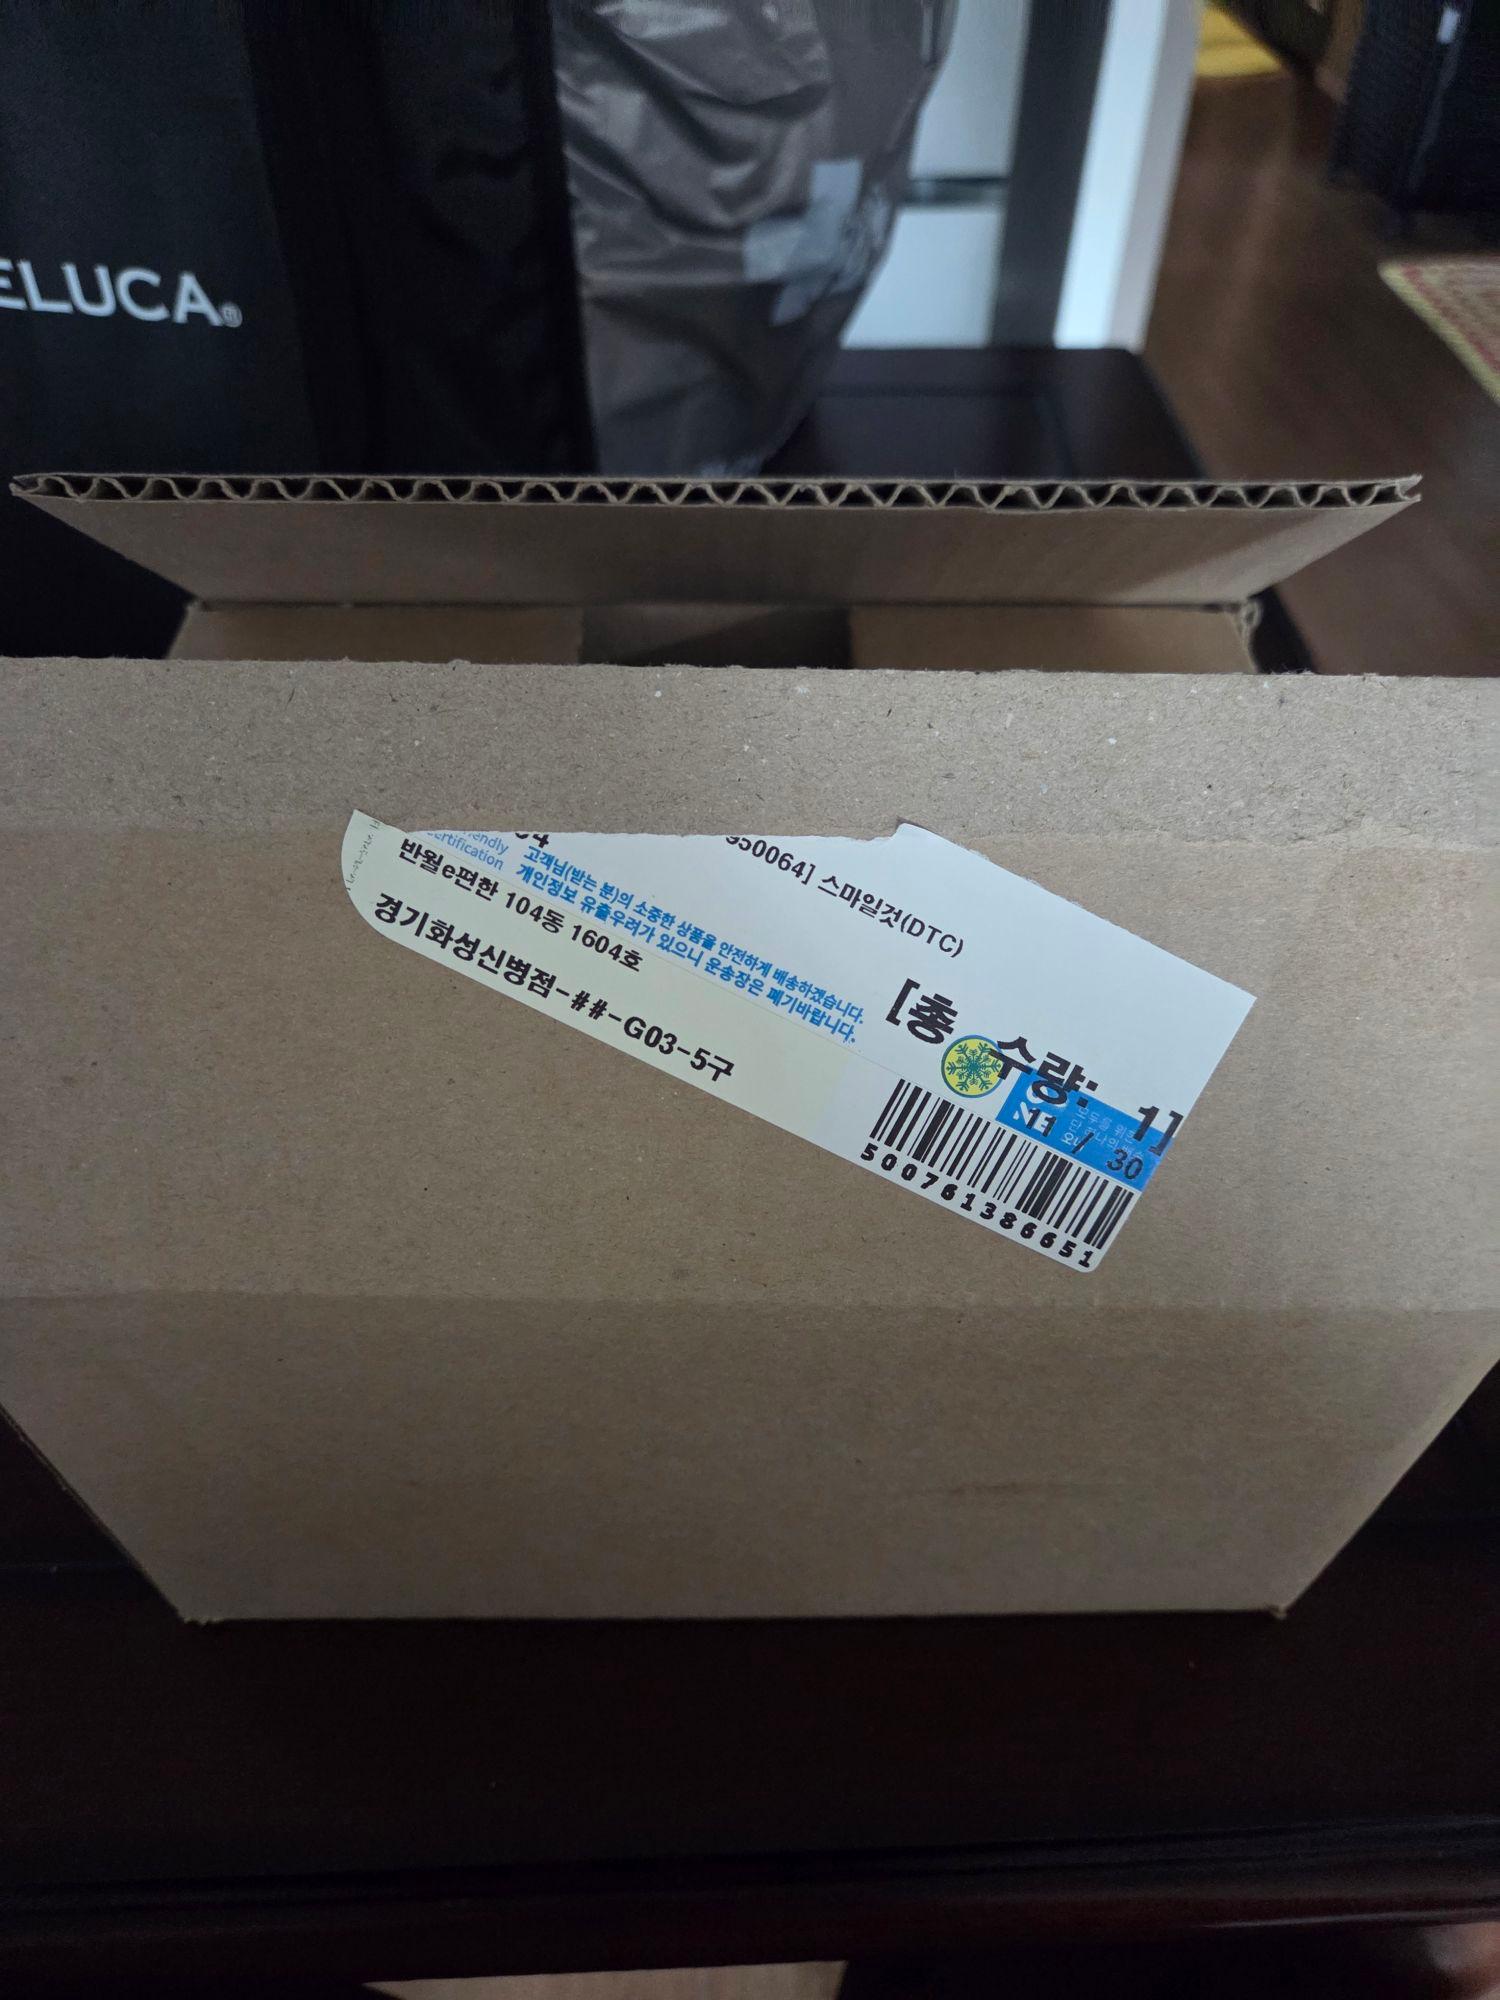 ELUCA®
endly
certification
04
고객님(받는 분)의 소중한 상품을 안전하게 배송하겠습니다.
개인정보 유출우려가 있으니 운송장은 폐기바랍니다.
반월e편한 104동 1604호
경기화성신병점-##-G03-5구
950064] 스마일것(DTC)
[총 수량: 1]
11 / 30
500761386651